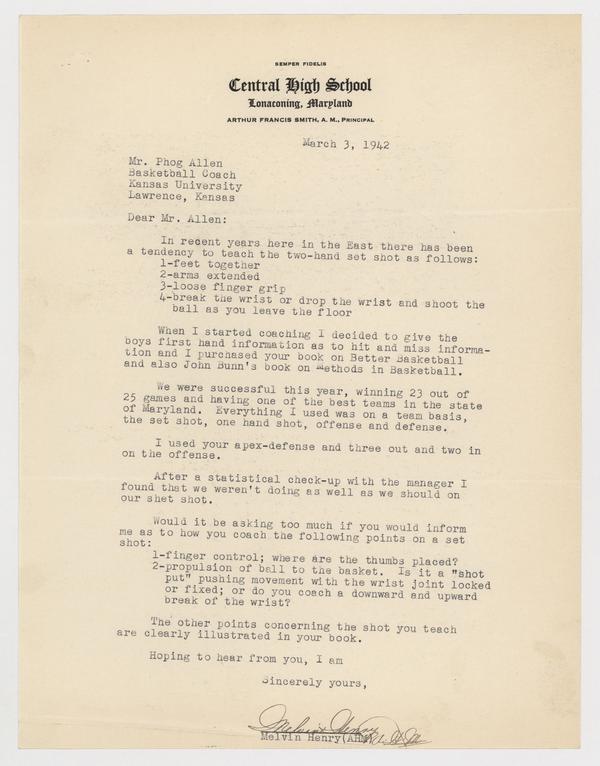 SEMPER FIDELIS
Central High School
Lonaconing, Maryland
ARTHUR FRANCIS SMITH, A. M., PRINCIPAL
March 3, 1942
Mr. Phog Allen
Basketball Coach
Kansas University
Lawrence, Kansas
Dear Mr. Allen:
In recent years here in the East there has been
a tendency to teach the two-hand set shot as follows:
1-feet together
2-arms extended
3-loose finger grip
4-break the wrist or drop the wrist and shoot the
ball as you leave the floor
When I started coaching I decided to give the
boys first hand information as to hit and miss informa-
tion and I purchased your book on Better Basketball
and also John Bunn's book on Methods in Basketball.
We were successful this year, winning 23 out of
25 games and having one of the best teams in the state
of Maryland. Everything I used was on a team basis,
the set shot, one hand shot, offense and defense.
I used your apex-defense and three out and two in
on the offense.
After a statistical check-up with the manager I
found that we weren't doing as well as we should on
our shet shot.
Would it be asking too much if you would inform
me as to how you coach the following points on a set
shot:
1-finger control; where are the thumbs placed?
2-propulsion of ball to the basket. Is it a "shot
put" pushing movement with the wrist joint locked
or fixed; or do you coach a downward and upward
break of the wrist?
The other points concerning the shot you teach
are clearly illustrated in your book.
Hoping to hear from you, I am
Sincerely yours,
Melvin Henry
Melvin Henry(AHM)